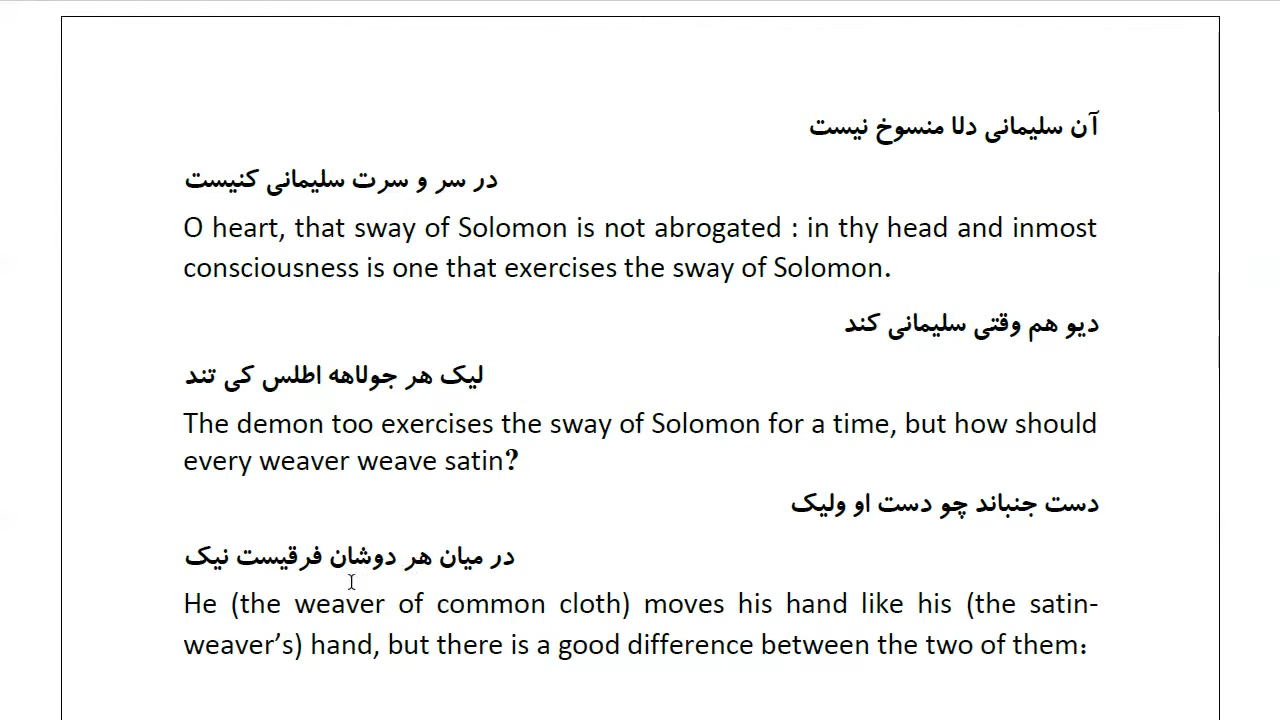 آن سلیمانی دلا منسوخ نیست
در سر و سرت سلیمانی کنیست
O heart, that sway of Solomon is not abrogated : in thy head and inmost
consciousness is one that exercises the sway of Solomon.
دیو هم وقتی سلیمانی کند
لیک هر جولاهه اطلس کی تند
The demon too exercises the sway of Solomon for a time, but how should
every weaver weave satin?
دست جنباند چو دست او ولیک
در میان هر دوشان فرقیست نیک
He (the weaver of common cloth) moves his hand like his (the satin-
weaver’s) hand, but there is a good difference between the two of them: